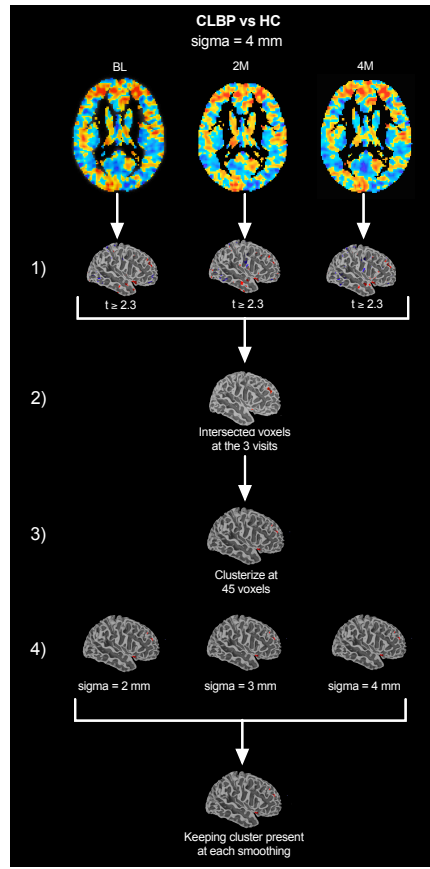 CLBP vs HC
sigma = 4 mm
BL 2M 4M
1)
t ≥ 2.3 t ≥ 2.3 t ≥ 2.3
2)
Intersected voxels
at the 3 visits
3)
Clusterize at
45 voxels
4)
sigma = 2 mm sigma = 3 mm sigma = 4 mm
Keeping cluster present
at each smoothing